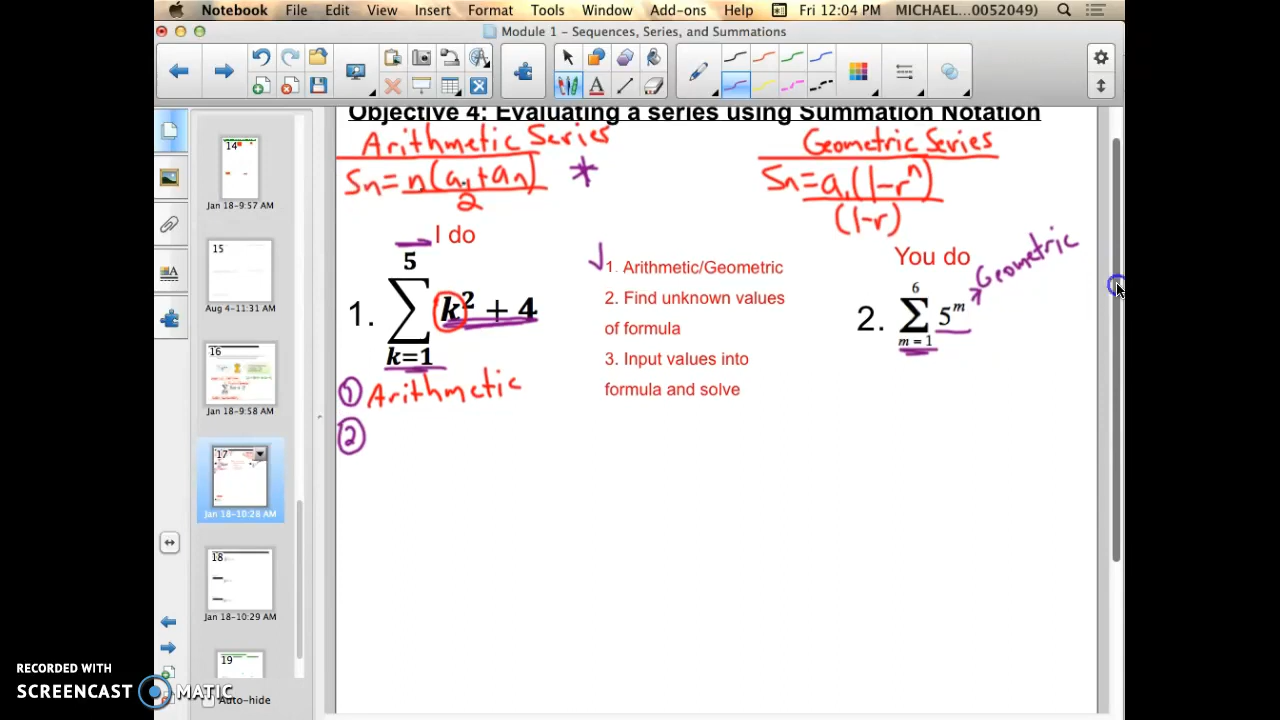 Notebook File Edit View Insert Format Tools Window Add-ons Help Fri 12:04 PM MICHAEL...0052049)
Module 1 – Sequences, Series, and Summations
Objective 4: Evaluating a series using Summation Notation
14
Jan 18-9:57 AM
15
Aug 4-11:31 AM
16
Jan 18-9:58 AM
17
Jan 18-10:28 AM
18
Jan 18-10:29 AM
19
Auto-hide
Arithmetic Series
Sn = n(a1 + an)
2
*
I do
5
1. ∑ k² + 4
k=1
① Arithmetic
②
1. Arithmetic/Geometric
2. Find unknown values
of formula
3. Input values into
formula and solve
Geometric Series
Sn = a1(1-rⁿ)
(1-r)
You do
Geometric
6
2. ∑ 5ᵐ
m = 1
RECORDED WITH
SCREENCAST MATIC